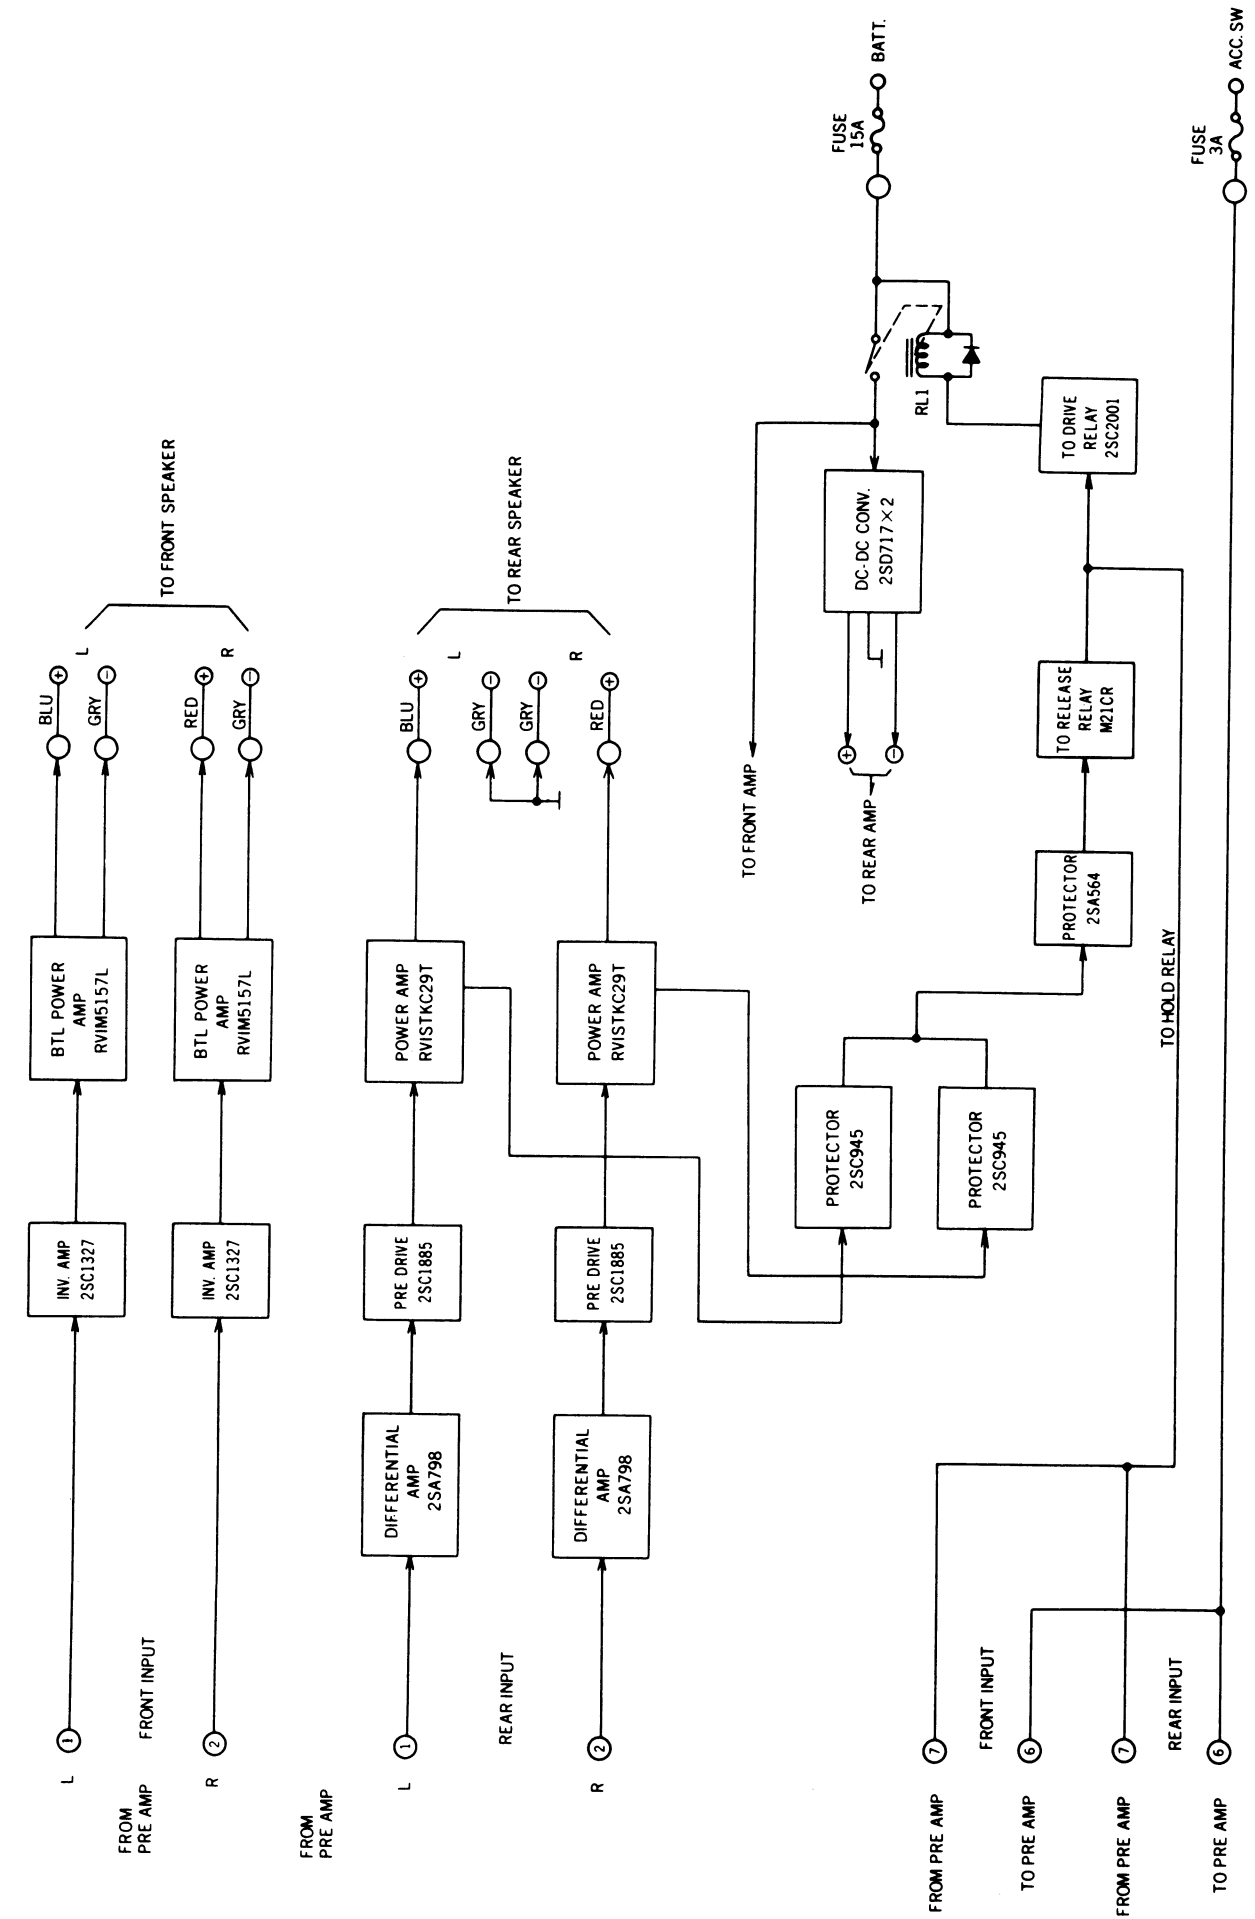 L
1
FROM
PRE AMP
FRONT INPUT
R
2
INV. AMP
2SC1327
INV. AMP
2SC1327
BTL POWER
AMP
RVIM5157L
BTL POWER
AMP
RVIM5157L
BLU
+
L
GRY
−
RED
+
R
GRY
−
TO FRONT SPEAKER
FROM
PRE AMP
L
1
REAR INPUT
R
2
DIFFERENTIAL
AMP
2SA798
DIFFERENTIAL
AMP
2SA798
PRE DRIVE
2SC1885
PRE DRIVE
2SC1885
POWER AMP
RVISTKC29T
POWER AMP
RVISTKC29T
BLU
+
L
GRY
−
GRY
−
R
RED
+
TO REAR SPEAKER
TO FRONT AMP
TO REAR AMP
+
−
DC-DC CONV.
2SD717×2
RL1
FUSE
15A
BATT.
PROTECTOR
2SC945
PROTECTOR
2SC945
PROTECTOR
2SA564
TO RELEASE
RELAY
M21CR
TO DRIVE
RELAY
2SC2001
TO HOLD RELAY
FROM PRE AMP
7
FRONT INPUT
TO PRE AMP
6
FROM PRE AMP
7
REAR INPUT
TO PRE AMP
6
FUSE
3A
ACC. SW